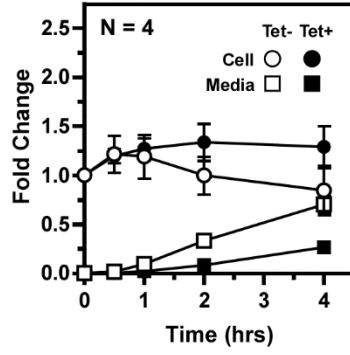 N = 4
Tet- Tet+
Cell
Media
Fold Change
2.5
2.0
1.5
1.0
0.5
0.0
0 1 2 3 4
Time (hrs)